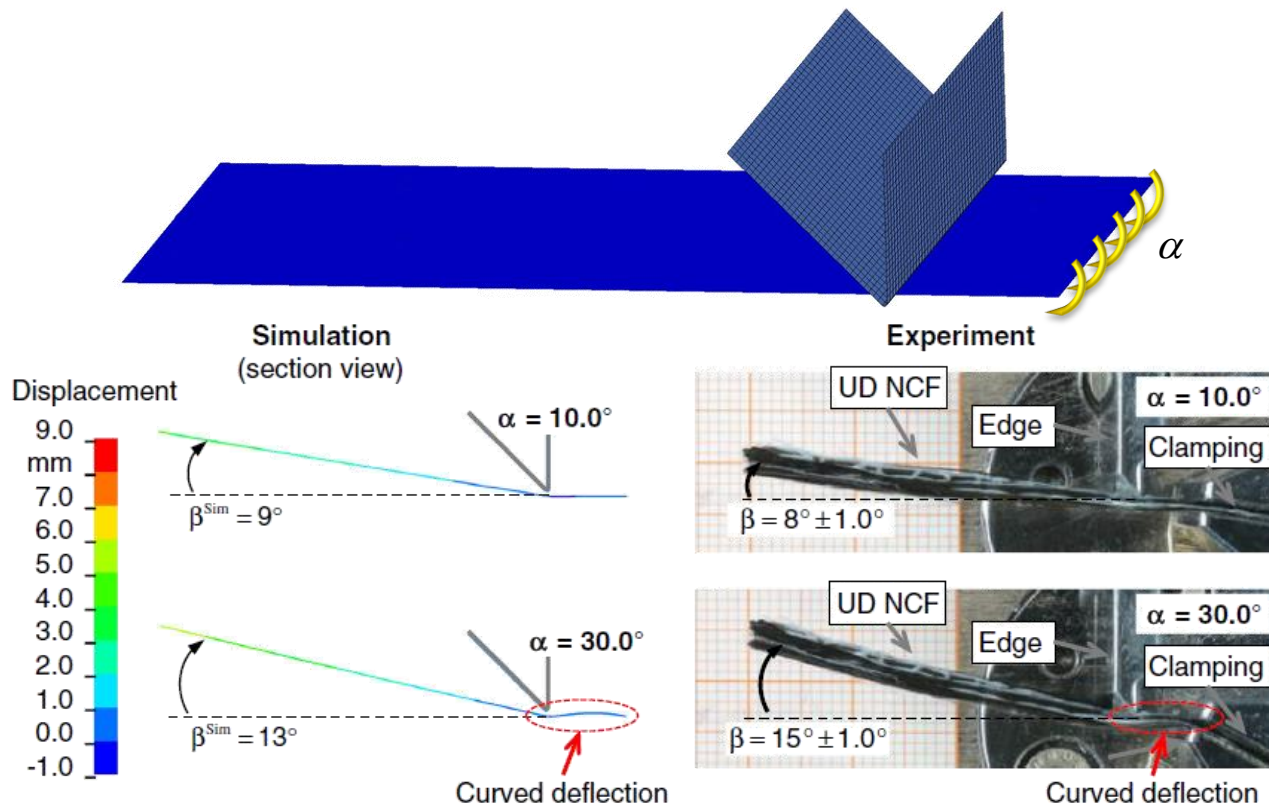 α
Simulation
(section view)
Displacement
9.0
mm
7.0
6.0
5.0
4.0
3.0
2.0
1.0
0.0
-1.0
α = 10.0°
βˢⁱᵐ = 9°
α = 30.0°
βˢⁱᵐ = 13°
Curved deflection
Experiment
UD NCF
α = 10.0°
Edge
Clamping
β = 8° ± 1.0°
UD NCF
α = 30.0°
Edge
Clamping
β = 15° ± 1.0°
Curved deflection